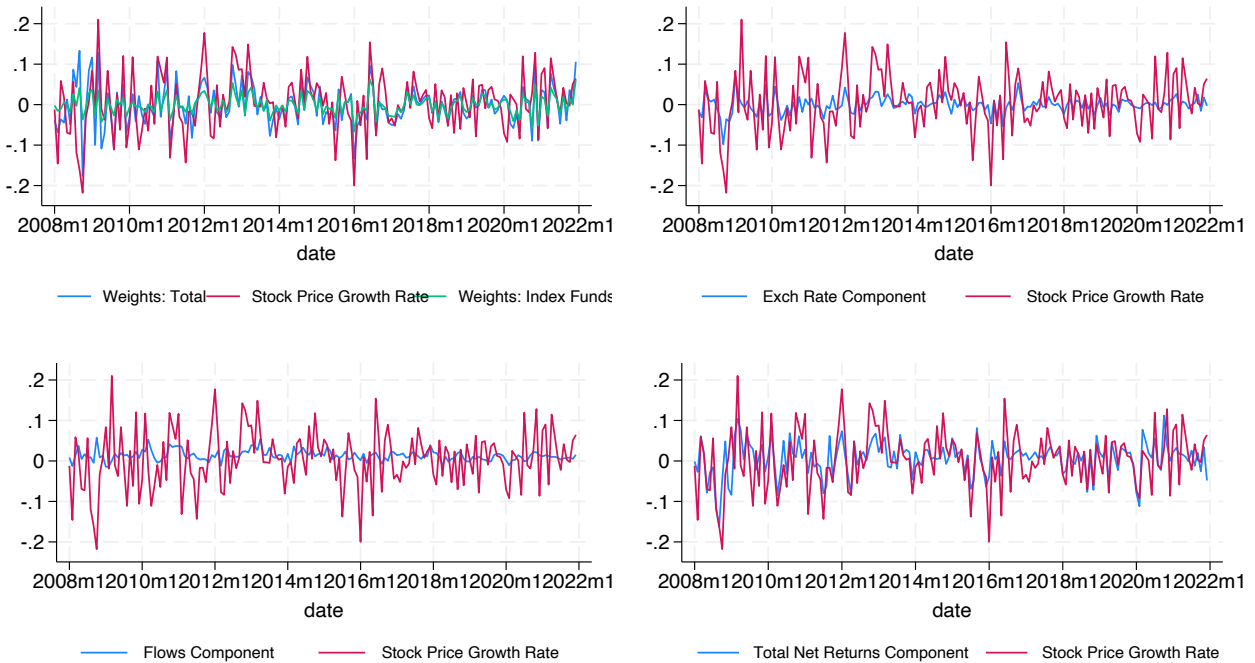 .2
.1
0
-.1
-.2
2008m1 2010m1 2012m1 2014m1 2016m1 2018m1 2020m1 2022m1
date
Weights: Total Stock Price Growth Rate Weights: Index Funds
.2
.1
0
-.1
-.2
2008m1 2010m1 2012m1 2014m1 2016m1 2018m1 2020m1 2022m1
date
Exch Rate Component Stock Price Growth Rate
.2
.1
0
-.1
-.2
2008m1 2010m1 2012m1 2014m1 2016m1 2018m1 2020m1 2022m1
date
Flows Component Stock Price Growth Rate
.2
.1
0
-.1
-.2
2008m1 2010m1 2012m1 2014m1 2016m1 2018m1 2020m1 2022m1
date
Total Net Returns Component Stock Price Growth Rate